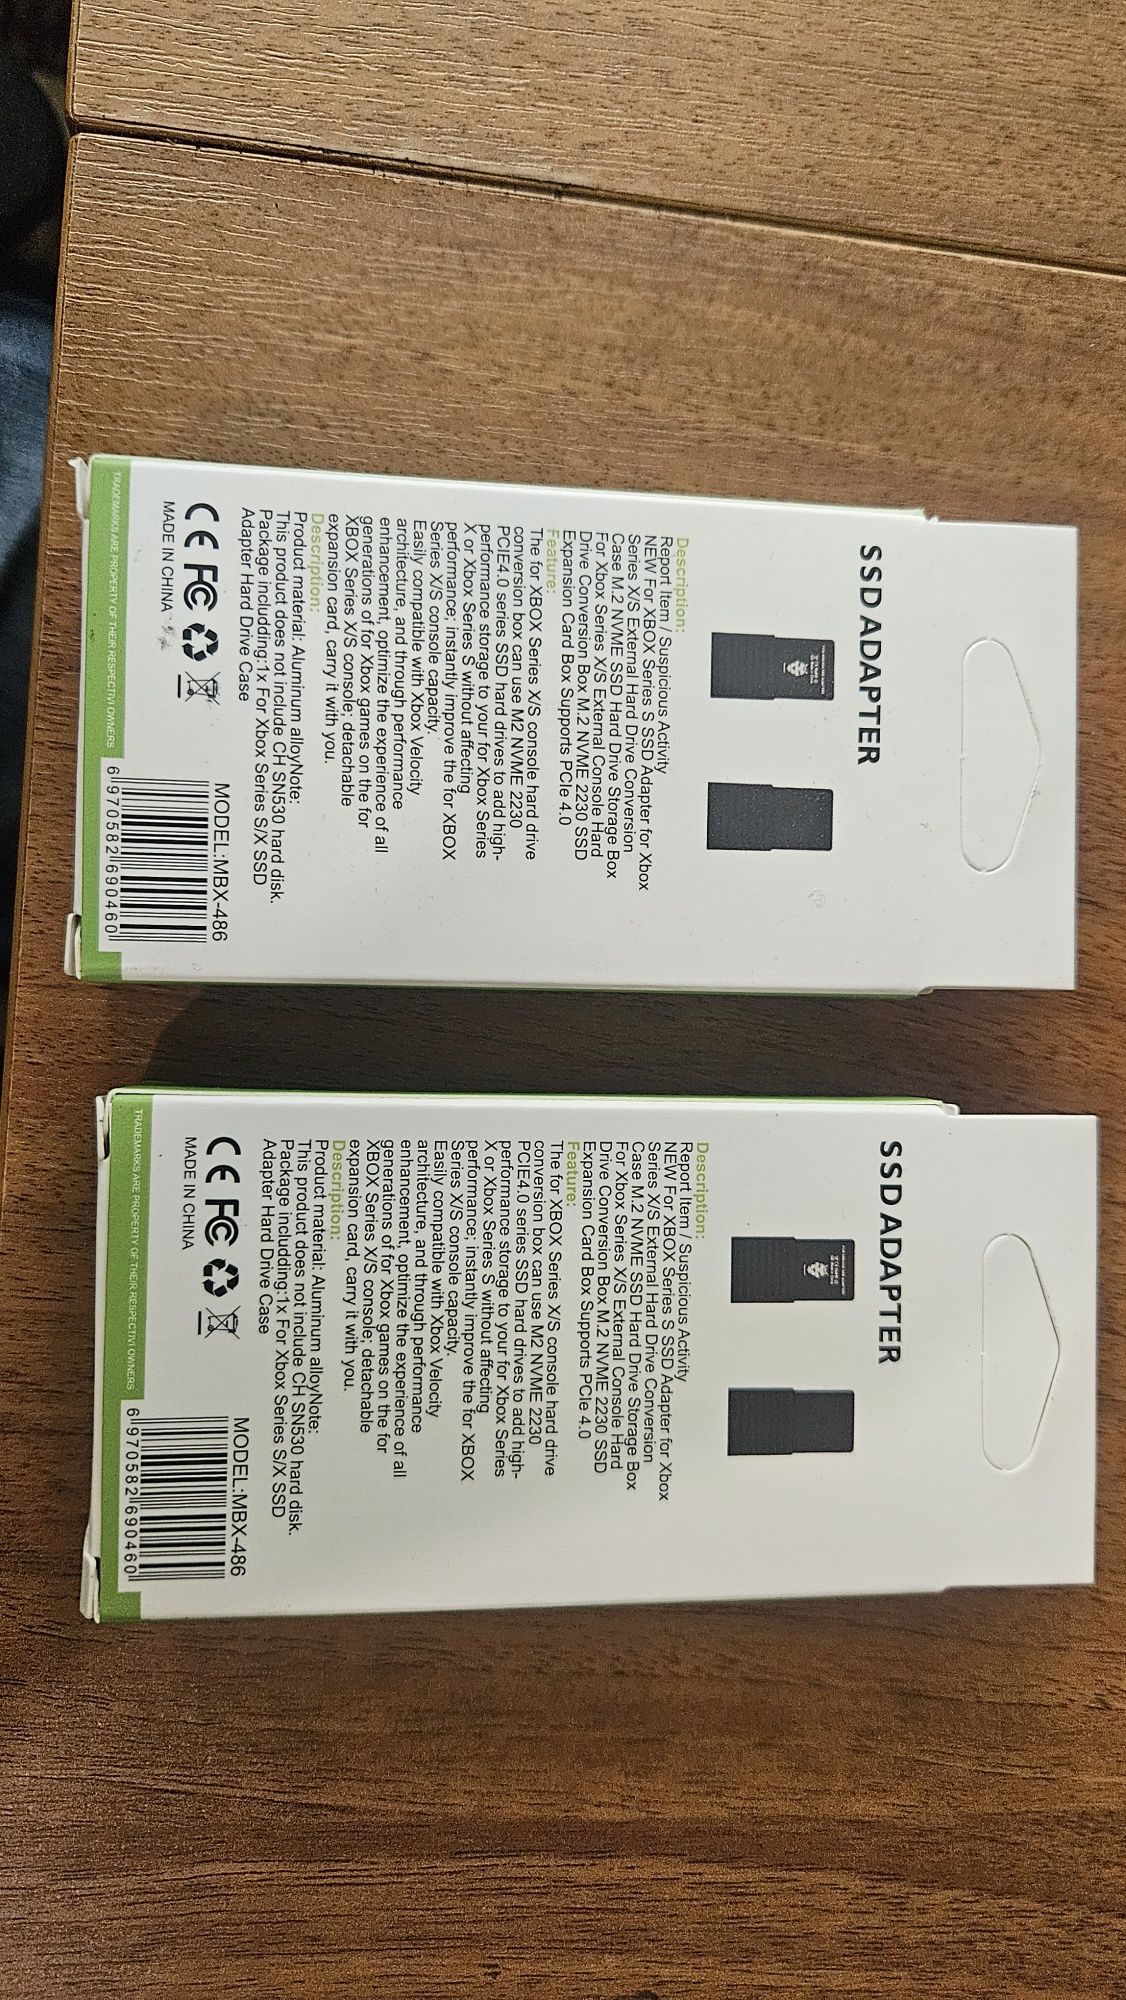 SSD ADAPTER
Description:
Report Item / Suspicious Activity
NEW For XBOX Series S SSD Adapter for Xbox
Series X/S External Hard Drive Conversion
Case M.2 NVME SSD Hard Drive Storage Box
For Xbox Series X/S External Console Hard
Drive Conversion Box M.2 NVME 2230 SSD
Expansion Card Box Supports PCIe 4.0
Feature:
The for XBOX Series X/S console hard drive
conversion box can use M2 NVME 2230
PCIE4.0 series SSD hard drives to add high-
performance storage to your for Xbox Series
X or Xbox Series S without affecting
performance; instantly improve the for XBOX
Series X/S console capacity.
Easily compatible with Xbox Velocity
architecture, and through performance
enhancement, optimize the experience of all
generations of for Xbox games on the for
XBOX Series X/S console; detachable
expansion card, carry it with you.
Description:
Product material: Aluminum alloyNote:
This product does not include CH SN530 hard disk.
Package includding:1x For Xbox Series S/X SSD
Adapter Hard Drive Case
CE FC
MADE IN CHINA
MODEL:MBX-486
6 970582 690460
TRADEMARKS ARE PROPERTY OF THEIR RESPECTIVI OWNERS
SSD ADAPTER
Description:
Report Item / Suspicious Activity
NEW For XBOX Series S SSD Adapter for Xbox
Series X/S External Hard Drive Conversion
Case M.2 NVME SSD Hard Drive Storage Box
For Xbox Series X/S External Console Hard
Drive Conversion Box M.2 NVME 2230 SSD
Expansion Card Box Supports PCIe 4.0
Feature:
The for XBOX Series X/S console hard drive
conversion box can use M2 NVME 2230
PCIE4.0 series SSD hard drives to add high-
performance storage to your for Xbox Series
X or Xbox Series S without affecting
performance; instantly improve the for XBOX
Series X/S console capacity.
Easily compatible with Xbox Velocity
architecture, and through performance
enhancement, optimize the experience of all
generations of for Xbox games on the for
XBOX Series X/S console; detachable
expansion card, carry it with you.
Description:
Product material: Aluminum alloyNote:
This product does not include CH SN530 hard disk.
Package includding:1x For Xbox Series S/X SSD
Adapter Hard Drive Case
CE FC
MADE IN CHINA
MODEL:MBX-486
6 970582 690460
TRADEMARKS ARE PROPERTY OF THEIR RESPECTIVI OWNERS